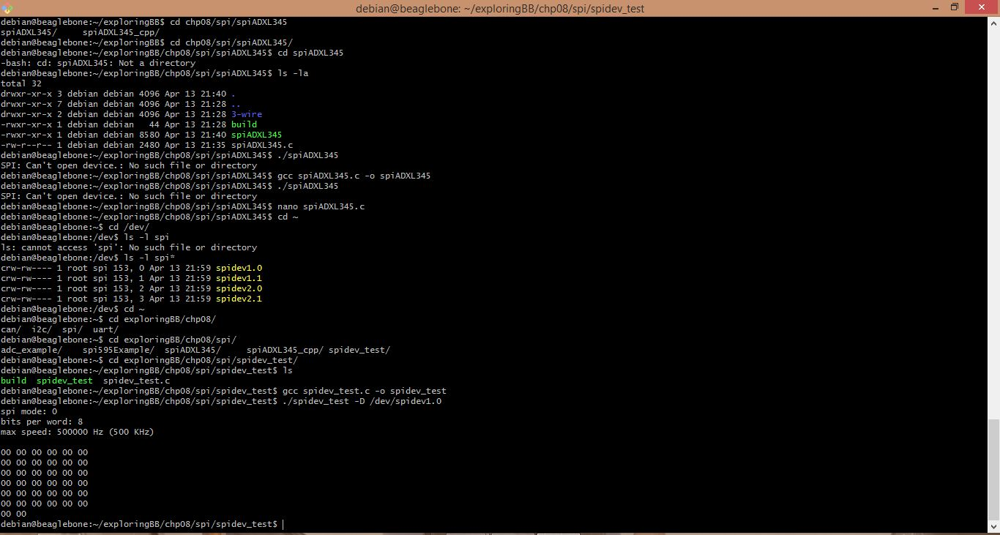 debian@beaglebone: ~/exploringBB/chp08/spi/spidev_test
debian@beaglebone:~/exploringBB$ cd chp08/spi/spiADXL345
spiADXL345/     spiADXL345_cpp/
debian@beaglebone:~/exploringBB$ cd chp08/spi/spiADXL345/
debian@beaglebone:~/exploringBB/chp08/spi/spiADXL345$ cd spiADXL345
-bash: cd: spiADXL345: Not a directory
debian@beaglebone:~/exploringBB/chp08/spi/spiADXL345$ ls -la
total 32
drwxr-xr-x 3 debian debian 4096 Apr 13 21:40 .
drwxr-xr-x 7 debian debian 4096 Apr 13 21:28 ..
drwxr-xr-x 2 debian debian 4096 Apr 13 21:28 3-wire
-rwxr-xr-x 1 debian debian   44 Apr 13 21:28 build
-rwxr-xr-x 1 debian debian 8580 Apr 13 21:40 spiADXL345
-rw-r--r-- 1 debian debian 2480 Apr 13 21:35 spiADXL345.c
debian@beaglebone:~/exploringBB/chp08/spi/spiADXL345$ ./spiADXL345
SPI: Can't open device.: No such file or directory
debian@beaglebone:~/exploringBB/chp08/spi/spiADXL345$ gcc spiADXL345.c -o spiADXL345
debian@beaglebone:~/exploringBB/chp08/spi/spiADXL345$ ./spiADXL345
SPI: Can't open device.: No such file or directory
debian@beaglebone:~/exploringBB/chp08/spi/spiADXL345$ nano spiADXL345.c
debian@beaglebone:~/exploringBB/chp08/spi/spiADXL345$ cd ~
debian@beaglebone:~$ cd /dev/
debian@beaglebone:/dev$ ls -l spi
ls: cannot access 'spi': No such file or directory
debian@beaglebone:/dev$ ls -l spi*
crw-rw---- 1 root spi 153, 0 Apr 13 21:59 spidev1.0
crw-rw---- 1 root spi 153, 1 Apr 13 21:59 spidev1.1
crw-rw---- 1 root spi 153, 2 Apr 13 21:59 spidev2.0
crw-rw---- 1 root spi 153, 3 Apr 13 21:59 spidev2.1
debian@beaglebone:/dev$ cd ~
debian@beaglebone:~$ cd exploringBB/chp08/
can/  i2c/  spi/  uart/
debian@beaglebone:~$ cd exploringBB/chp08/spi/
adc_example/    spi595Example/  spiADXL345/     spiADXL345_cpp/ spidev_test/
debian@beaglebone:~$ cd exploringBB/chp08/spi/spidev_test/
debian@beaglebone:~/exploringBB/chp08/spi/spidev_test$ ls
build  spidev_test  spidev_test.c
debian@beaglebone:~/exploringBB/chp08/spi/spidev_test$ gcc spidev_test.c -o spidev_test
debian@beaglebone:~/exploringBB/chp08/spi/spidev_test$ ./spidev_test -D /dev/spidev1.0
spi mode: 0
bits per word: 8
max speed: 500000 Hz (500 KHz)
00 00 00 00 00 00
00 00 00 00 00 00
00 00 00 00 00 00
00 00 00 00 00 00
00 00 00 00 00 00
00 00 00 00 00 00
00 00
debian@beaglebone:~/exploringBB/chp08/spi/spidev_test$